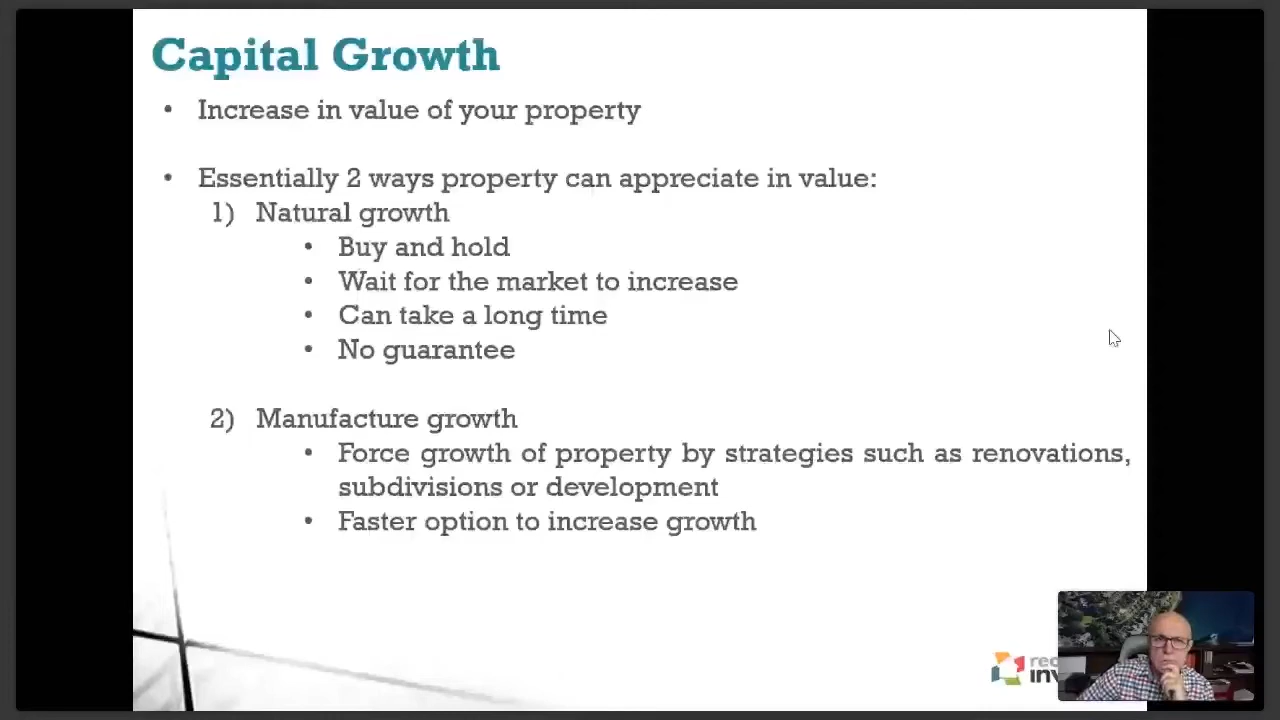 Capital Growth
• Increase in value of your property
• Essentially 2 ways property can appreciate in value:
1) Natural growth
• Buy and hold
• Wait for the market to increase
• Can take a long time
• No guarantee
2) Manufacture growth
• Force growth of property by strategies such as renovations,
subdivisions or development
• Faster option to increase growth